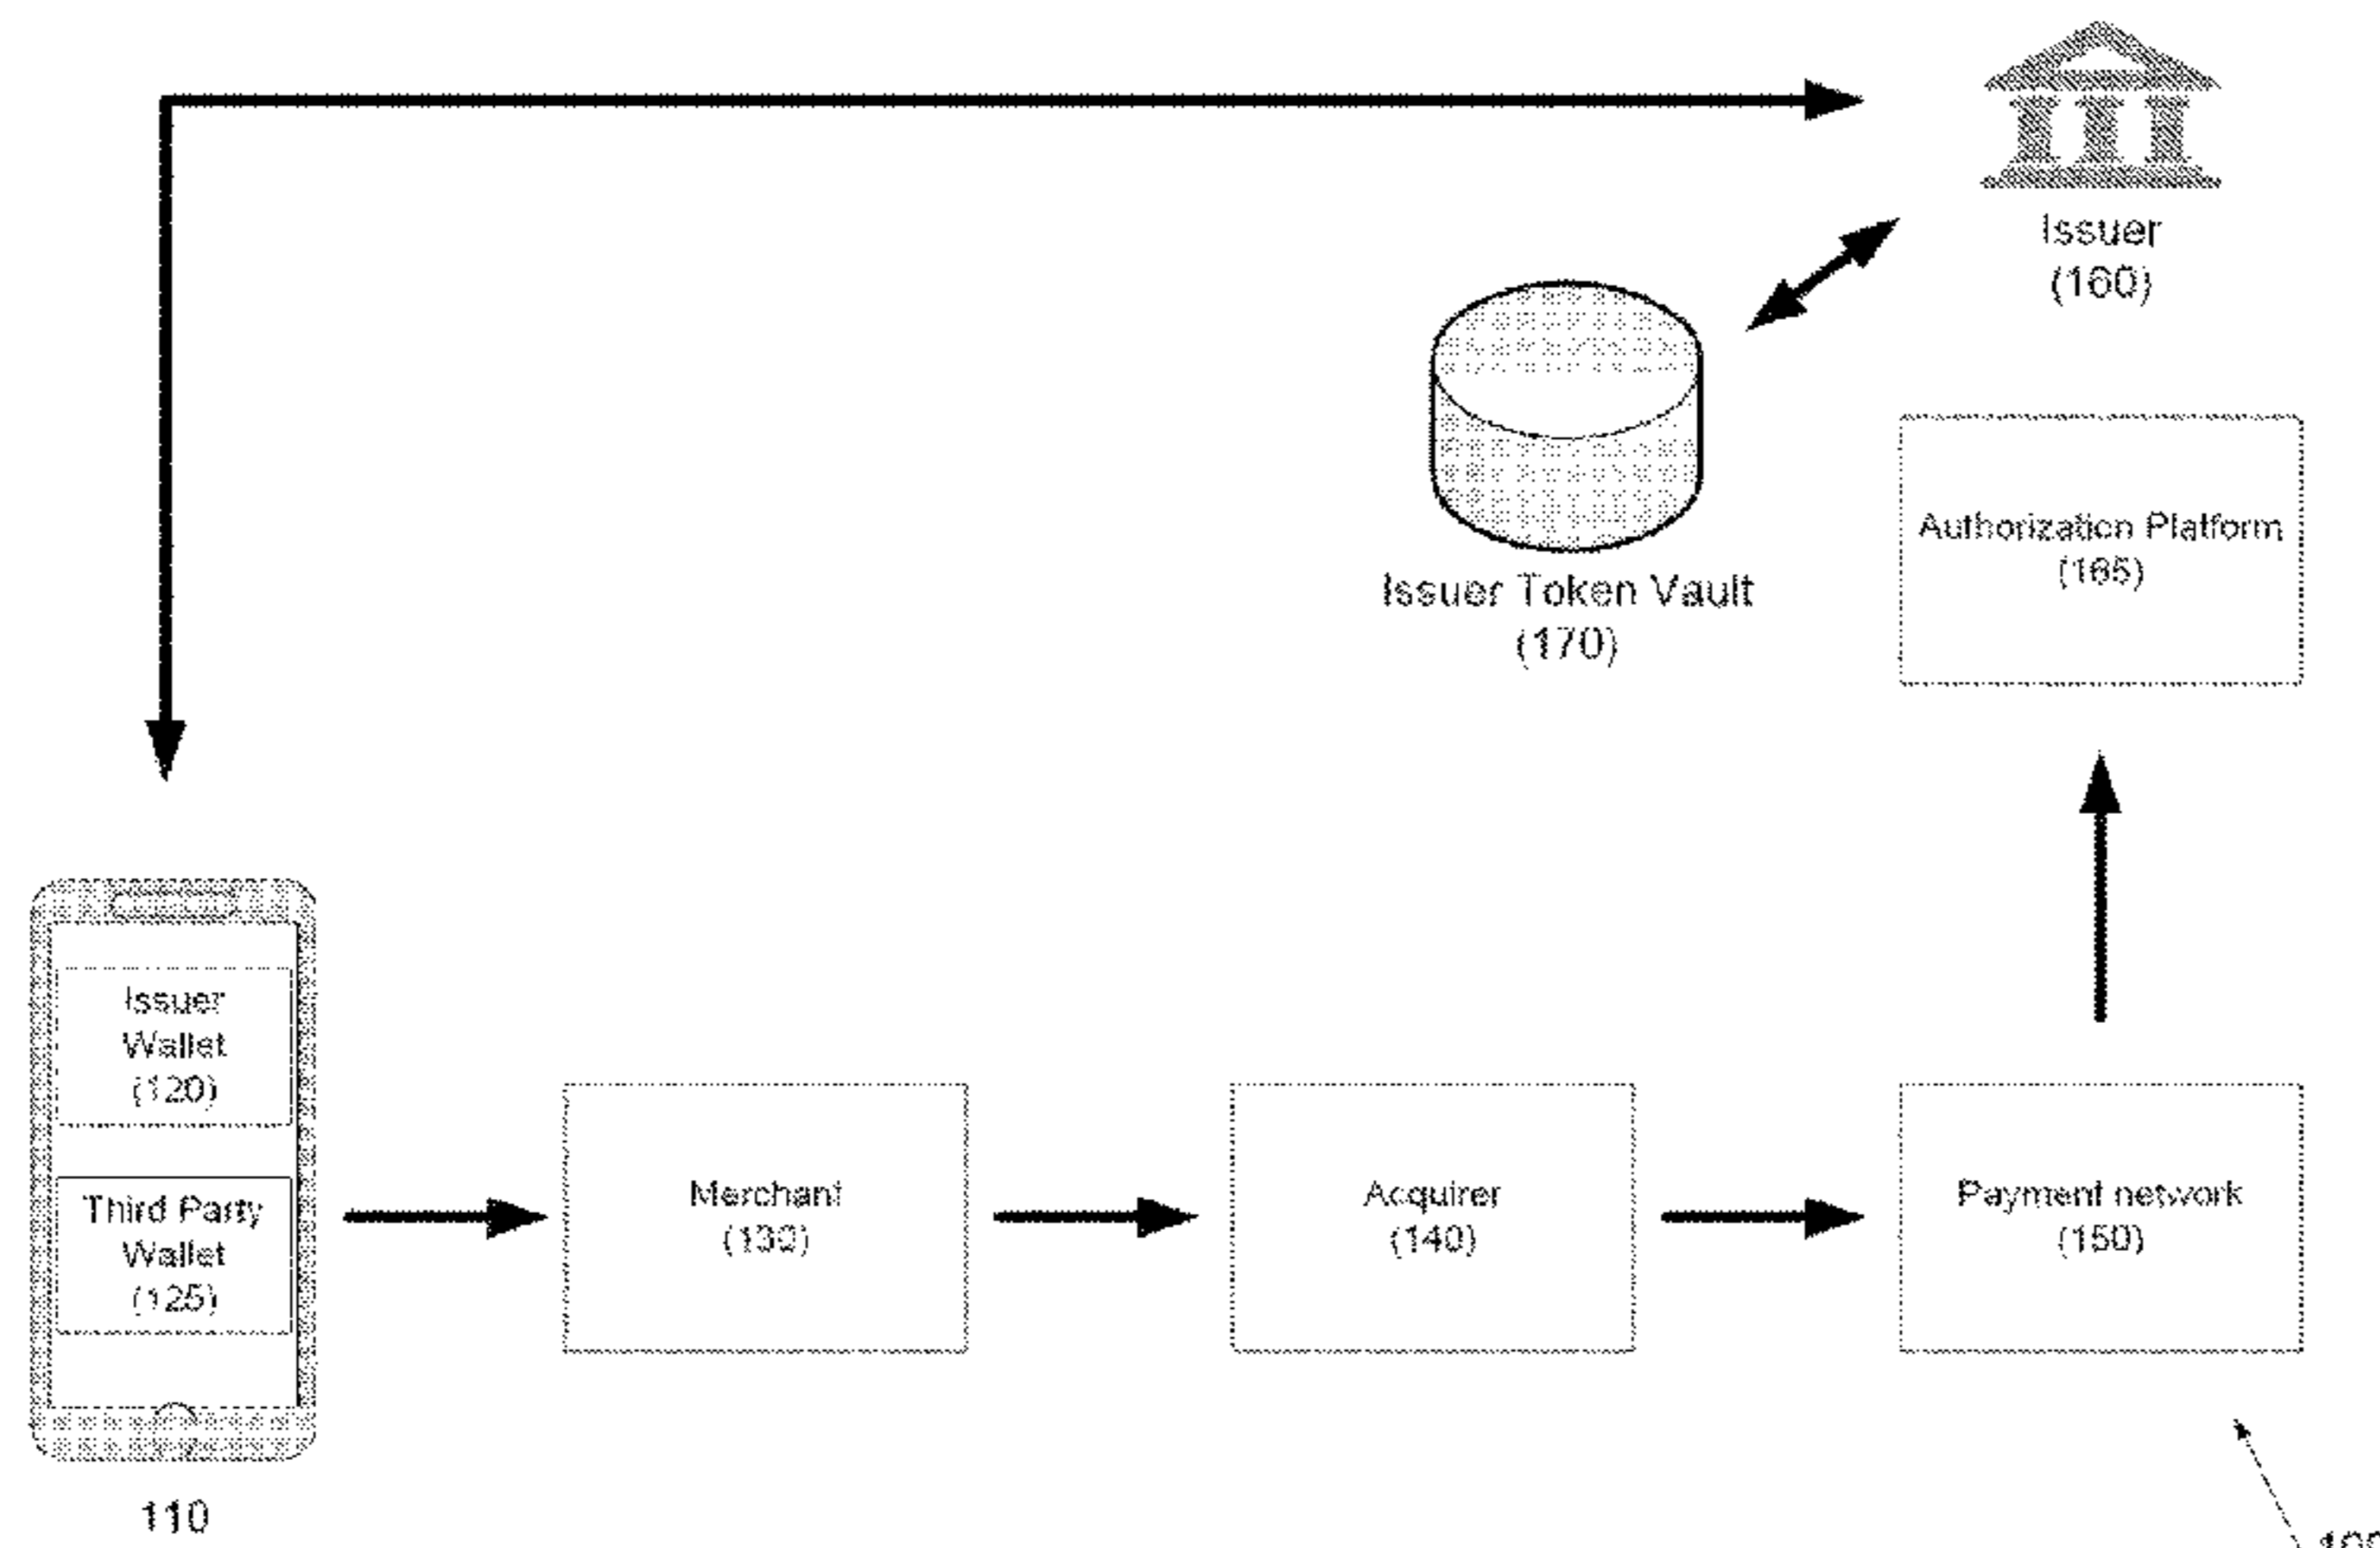 Issuer
(160)
Authorization Platform
(165)
Issuer Token Vault
(170)
Issuer
Wallet
(120)
Third Party
Wallet
(125)
Merchant
(130)
Acquirer
(140)
Payment network
(150)
110
100